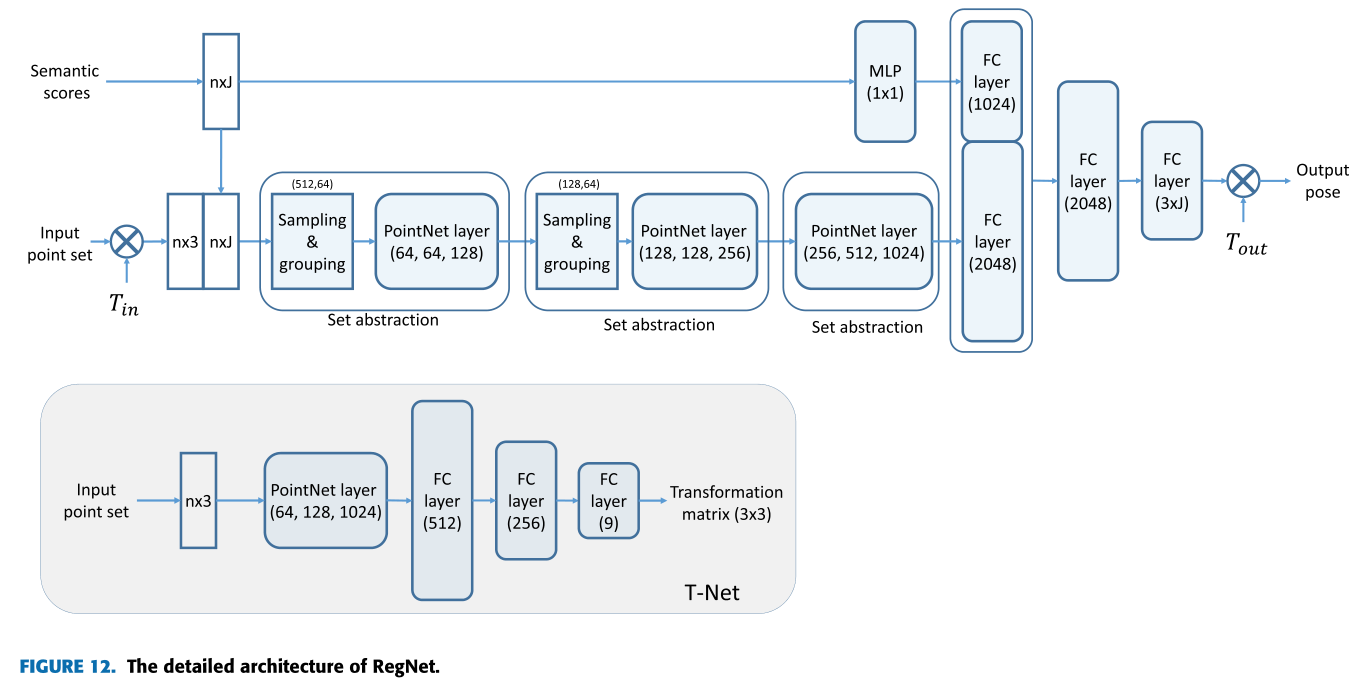 Semantic
scores
nxJ
MLP
(1x1)
FC
layer
(1024)
Input
point set
T_in
nx3
nxJ
(512,64)
Sampling
&
grouping
PointNet layer
(64, 64, 128)
Set abstraction
(128,64)
Sampling
&
grouping
PointNet layer
(128, 128, 256)
Set abstraction
PointNet layer
(256, 512, 1024)
Set abstraction
FC
layer
(2048)
FC
layer
(2048)
FC
layer
(3xJ)
T_out
Output
pose
Input
point set
nx3
PointNet layer
(64, 128, 1024)
FC
layer
(512)
FC
layer
(256)
FC
layer
(9)
Transformation
matrix (3x3)
T-Net
FIGURE 12. The detailed architecture of RegNet.